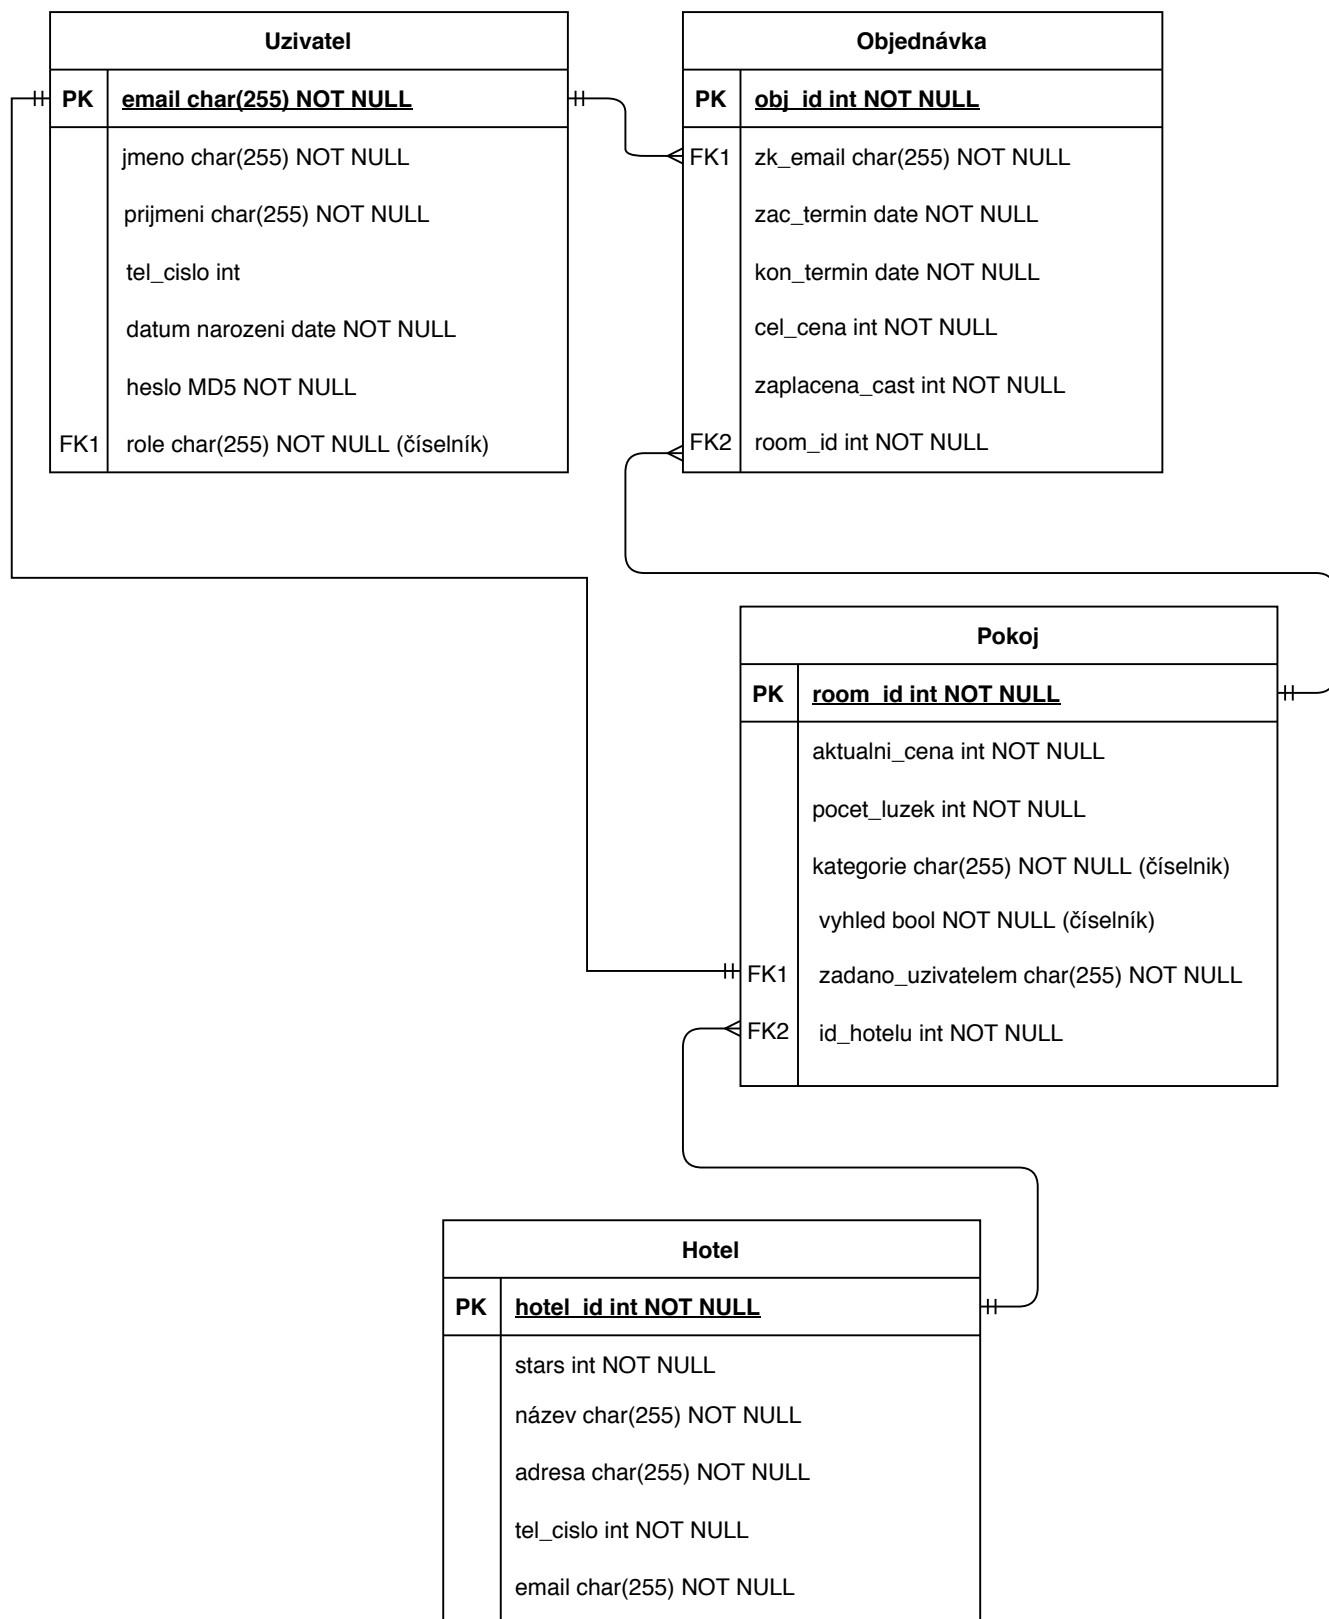 Uzivatel
PK email char(255) NOT NULL
jmeno char(255) NOT NULL
prijmeni char(255) NOT NULL
tel_cislo int
datum narozeni date NOT NULL
heslo MD5 NOT NULL
FK1 role char(255) NOT NULL (číselník)
Objednávka
PK obj_id int NOT NULL
FK1 zk_email char(255) NOT NULL
zac_termin date NOT NULL
kon_termin date NOT NULL
cel_cena int NOT NULL
zaplacena_cast int NOT NULL
FK2 room_id int NOT NULL
Pokoj
PK room_id int NOT NULL
aktualni_cena int NOT NULL
pocet_luzek int NOT NULL
kategorie char(255) NOT NULL (číselnik)
vyhled bool NOT NULL (číselník)
FK1 zadano_uzivatelem char(255) NOT NULL
FK2 id_hotelu int NOT NULL
Hotel
PK hotel_id int NOT NULL
stars int NOT NULL
název char(255) NOT NULL
adresa char(255) NOT NULL
tel_cislo int NOT NULL
email char(255) NOT NULL